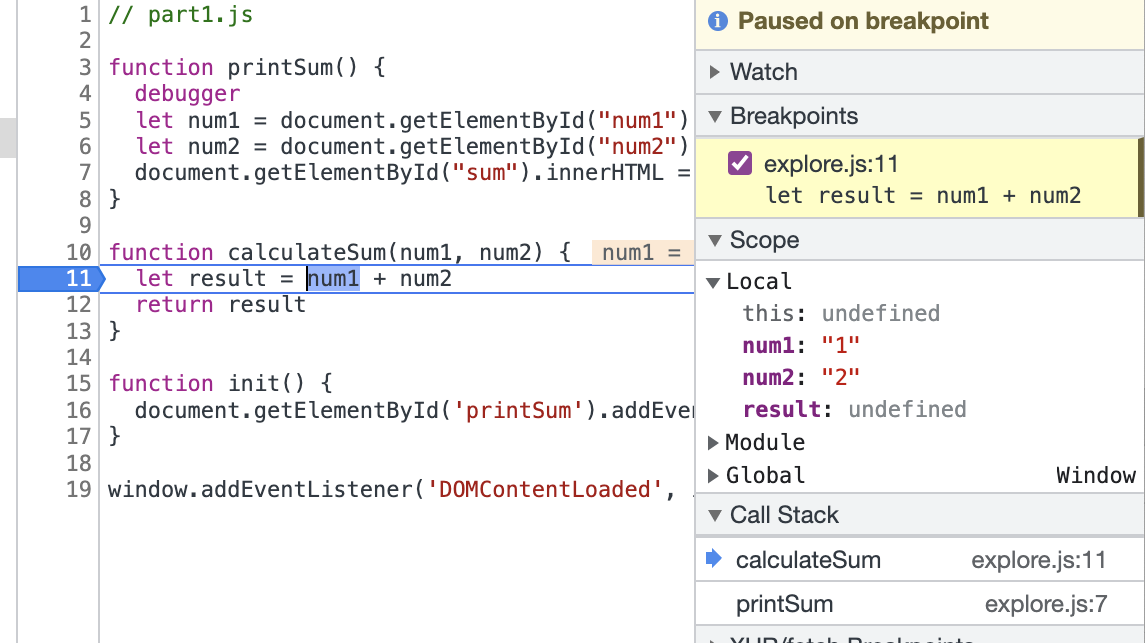 1 // part1.js
2
3 function printSum() {
4 debugger
5 let num1 = document.getElementById("num1")
6 let num2 = document.getElementById("num2")
7 document.getElementById("sum").innerHTML =
8 }
9
10 function calculateSum(num1, num2) { num1 =
11 let result = num1 + num2
12 return result
13 }
14
15 function init() {
16 document.getElementById('printSum').addEve
17 }
18
19 window.addEventListener('DOMContentLoaded',
Paused on breakpoint
Watch
Breakpoints
explore.js:11
let result = num1 + num2
Scope
Local
this: undefined
num1: "1"
num2: "2"
result: undefined
Module
Global Window
Call Stack
calculateSum explore.js:11
printSum explore.js:7
XHR/fetch Breakpoints